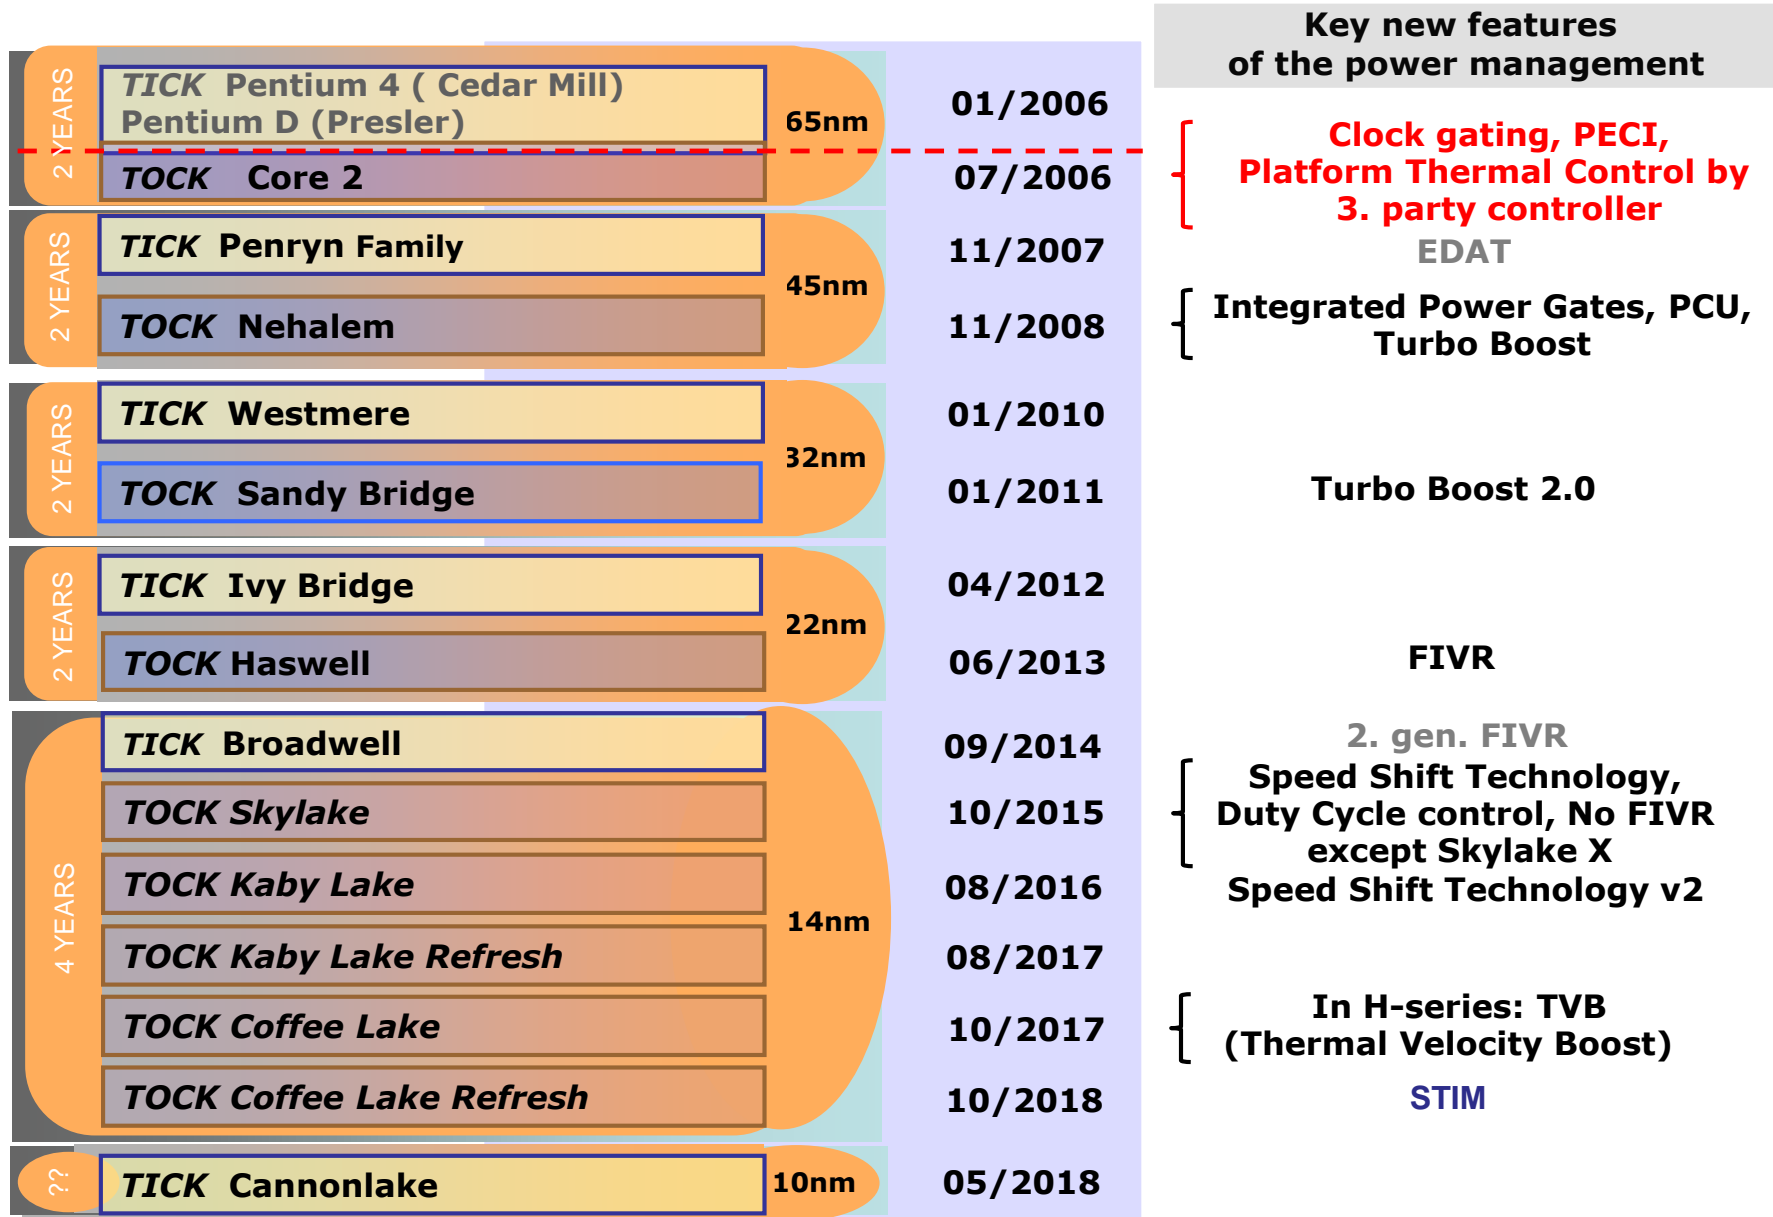 Key new features
of the power management
2 YEARS
TICK Pentium 4 ( Cedar Mill)
Pentium D (Presler)
65nm
01/2006
TOCK Core 2
07/2006
Clock gating, PECI,
Platform Thermal Control by
3. party controller
2 YEARS
TICK Penryn Family
45nm
11/2007
EDAT
TOCK Nehalem
11/2008
Integrated Power Gates, PCU,
Turbo Boost
2 YEARS
TICK Westmere
32nm
01/2010
TOCK Sandy Bridge
01/2011
Turbo Boost 2.0
2 YEARS
TICK Ivy Bridge
22nm
04/2012
TOCK Haswell
06/2013
FIVR
4 YEARS
TICK Broadwell
14nm
09/2014
2. gen. FIVR
TOCK Skylake
10/2015
Speed Shift Technology,
Duty Cycle control, No FIVR
except Skylake X
TOCK Kaby Lake
08/2016
Speed Shift Technology v2
TOCK Kaby Lake Refresh
08/2017
TOCK Coffee Lake
10/2017
In H-series: TVB
(Thermal Velocity Boost)
TOCK Coffee Lake Refresh
10/2018
STIM
??
TICK Cannonlake
10nm
05/2018